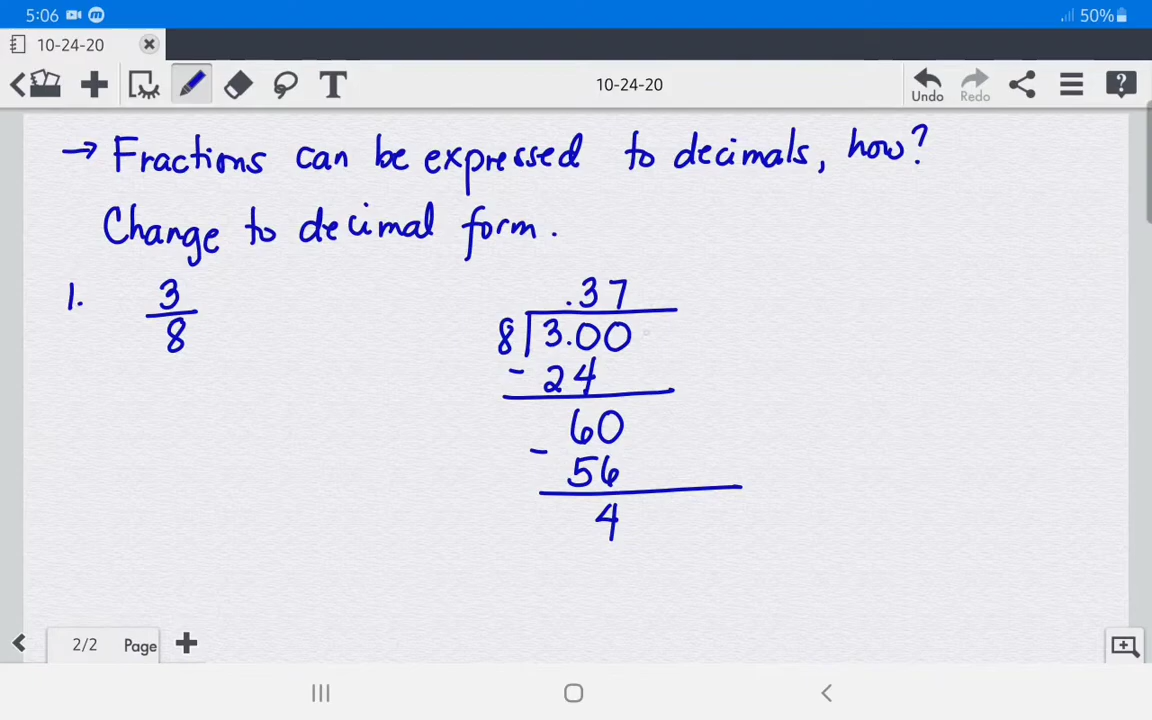 5:06
50%
10-24-20
10-24-20
Undo
Redo
→ Fractions can be expressed to decimals, how?
Change to decimal form.
1. 3/8
.37
8 3.00
- 24
60
- 56
4
2/2 Page